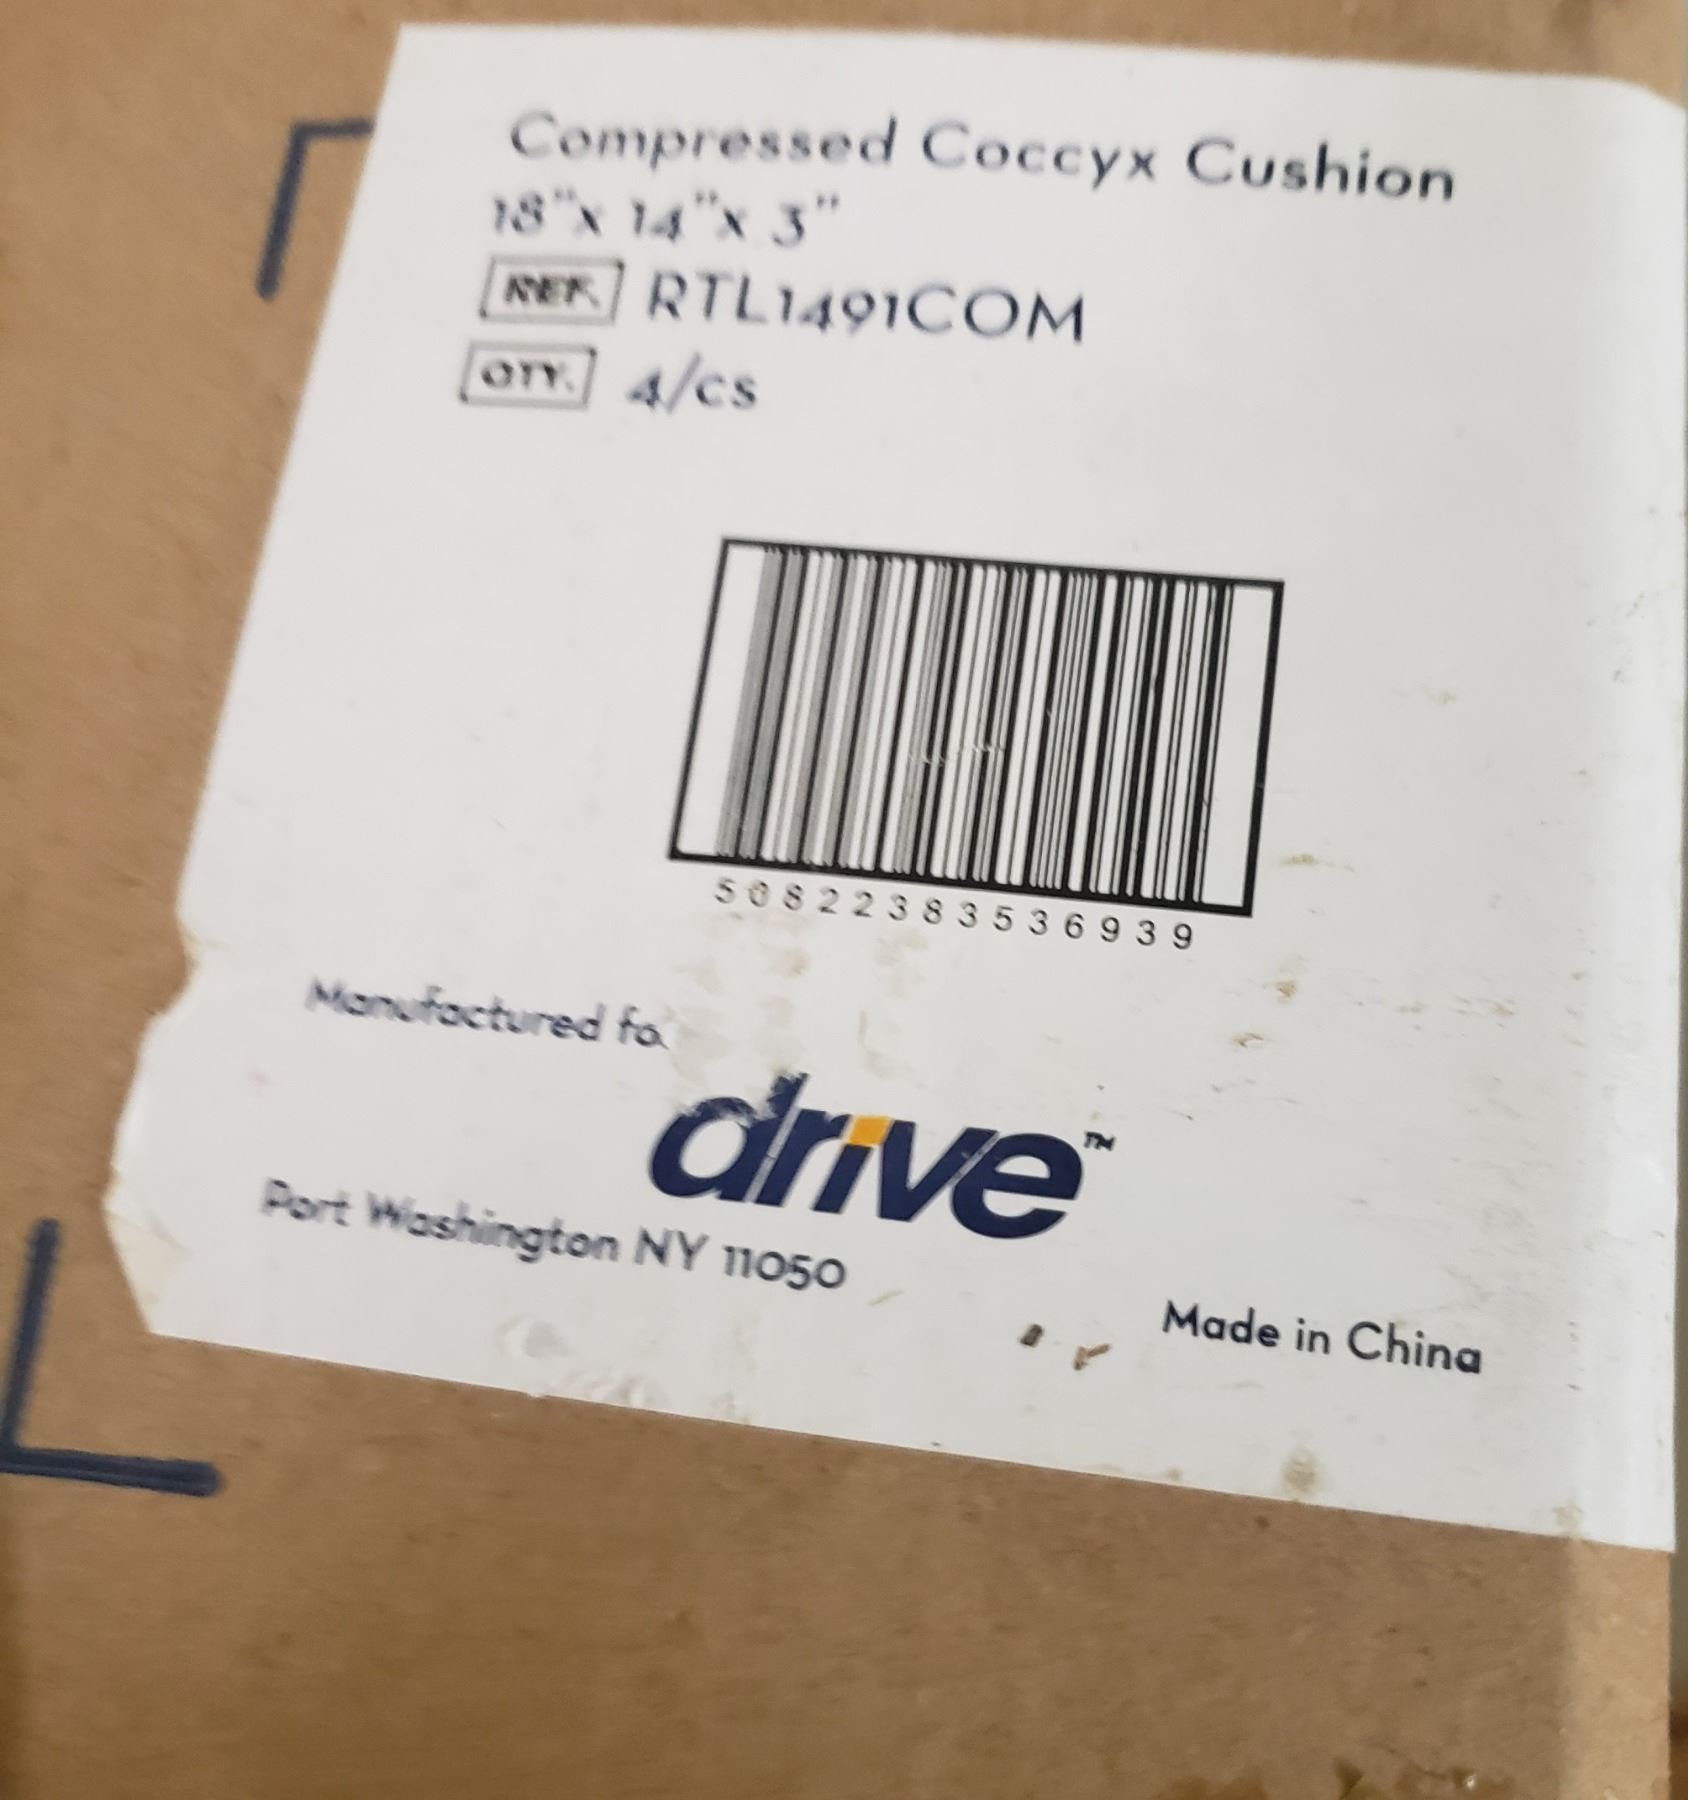 Compressed Coccyx Cushion
18"x 14"x 3"
REF. RTL1491COM
QTY. 4/cs
50822383536939
Manufactured fo
drive™
Port Washington NY 11050
Made in China